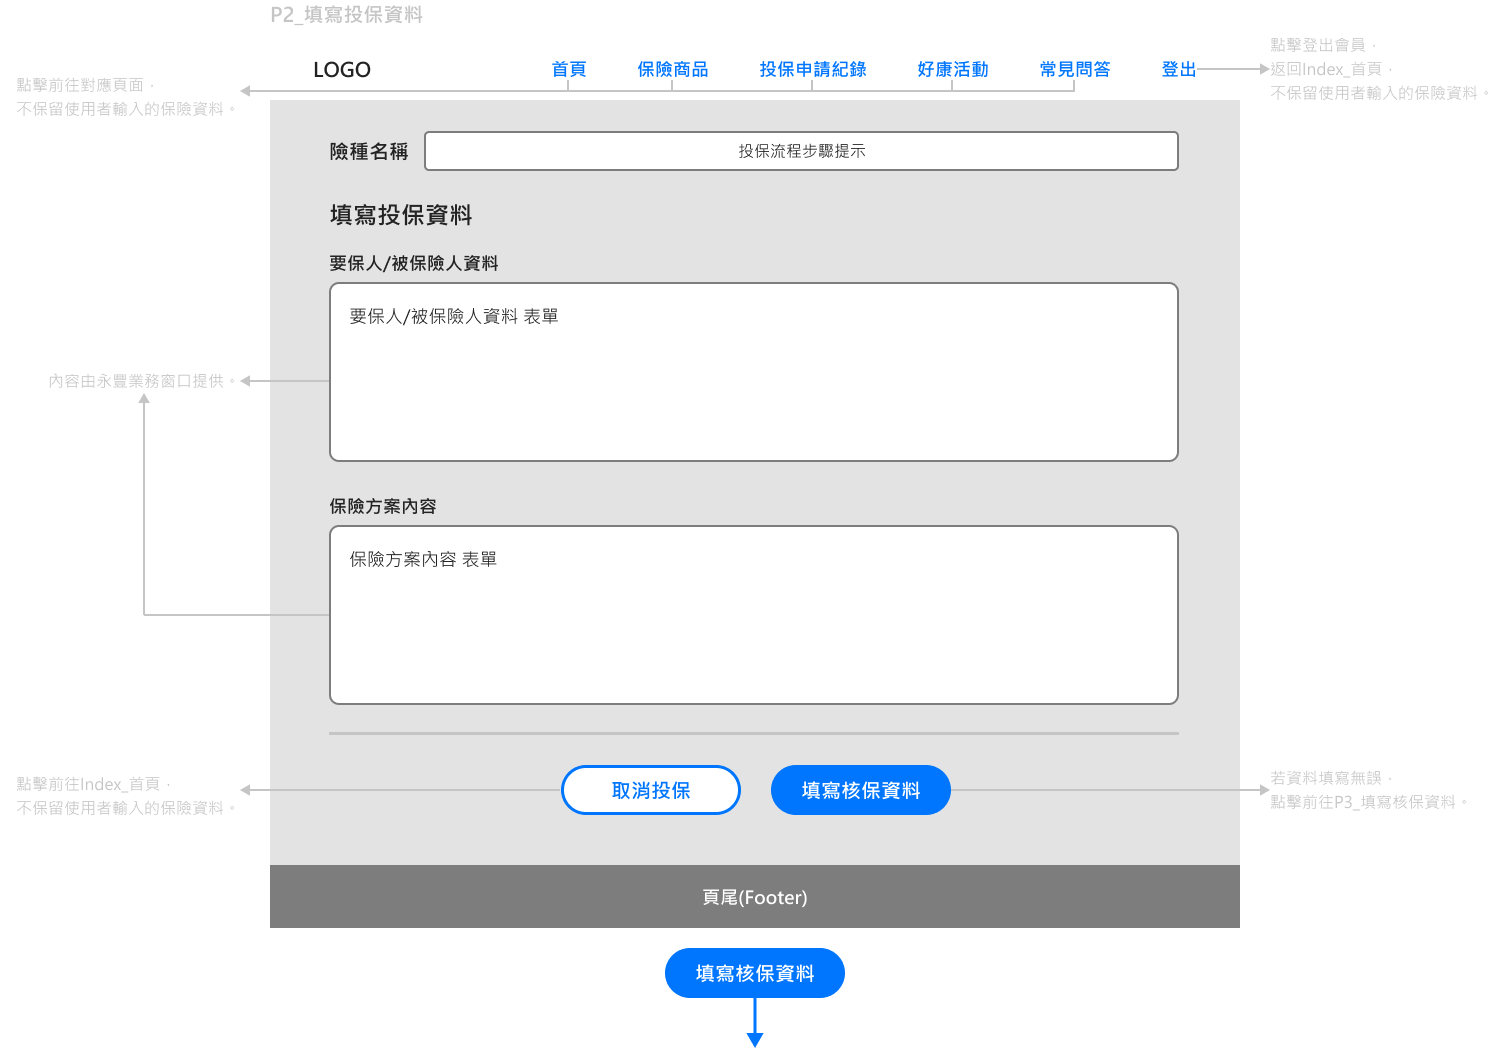 P2_填寫投保資料
點擊登出會員，
返回Index_首頁，
不保留使用者輸入的保險資料。
LOGO 首頁 保險商品 投保申請紀錄 好康活動 常見問答 登出
點擊前往對應頁面，
不保留使用者輸入的保險資料。
險種名稱 投保流程步驟提示
填寫投保資料
要保人/被保險人資料
要保人/被保險人資料 表單
內容由永豐業務窗口提供。
保險方案內容
保險方案內容 表單
點擊前往Index_首頁，
不保留使用者輸入的保險資料。
取消投保 填寫核保資料
若資料填寫無誤，
點擊前往P3_填寫核保資料。
頁尾(Footer)
填寫核保資料